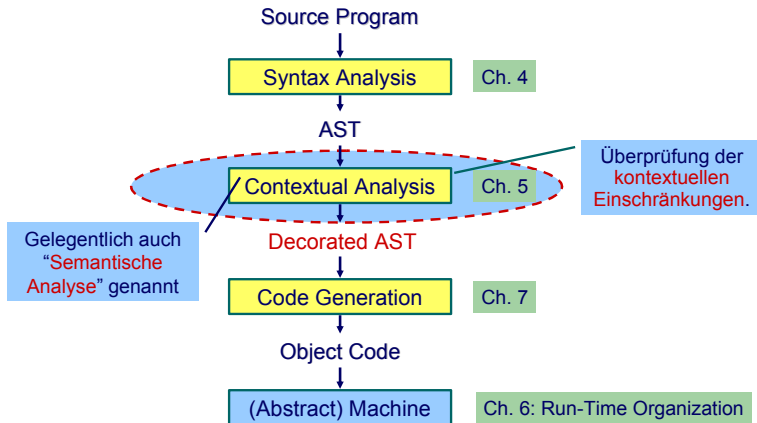 Source Program
Syntax Analysis
Ch. 4
AST
Contextual Analysis
Ch. 5
Überprüfung der
kontextuellen
Einschränkungen.
Gelegentlich auch
“Semantische
Analyse” genannt
Decorated AST
Code Generation
Ch. 7
Object Code
(Abstract) Machine
Ch. 6: Run-Time Organization